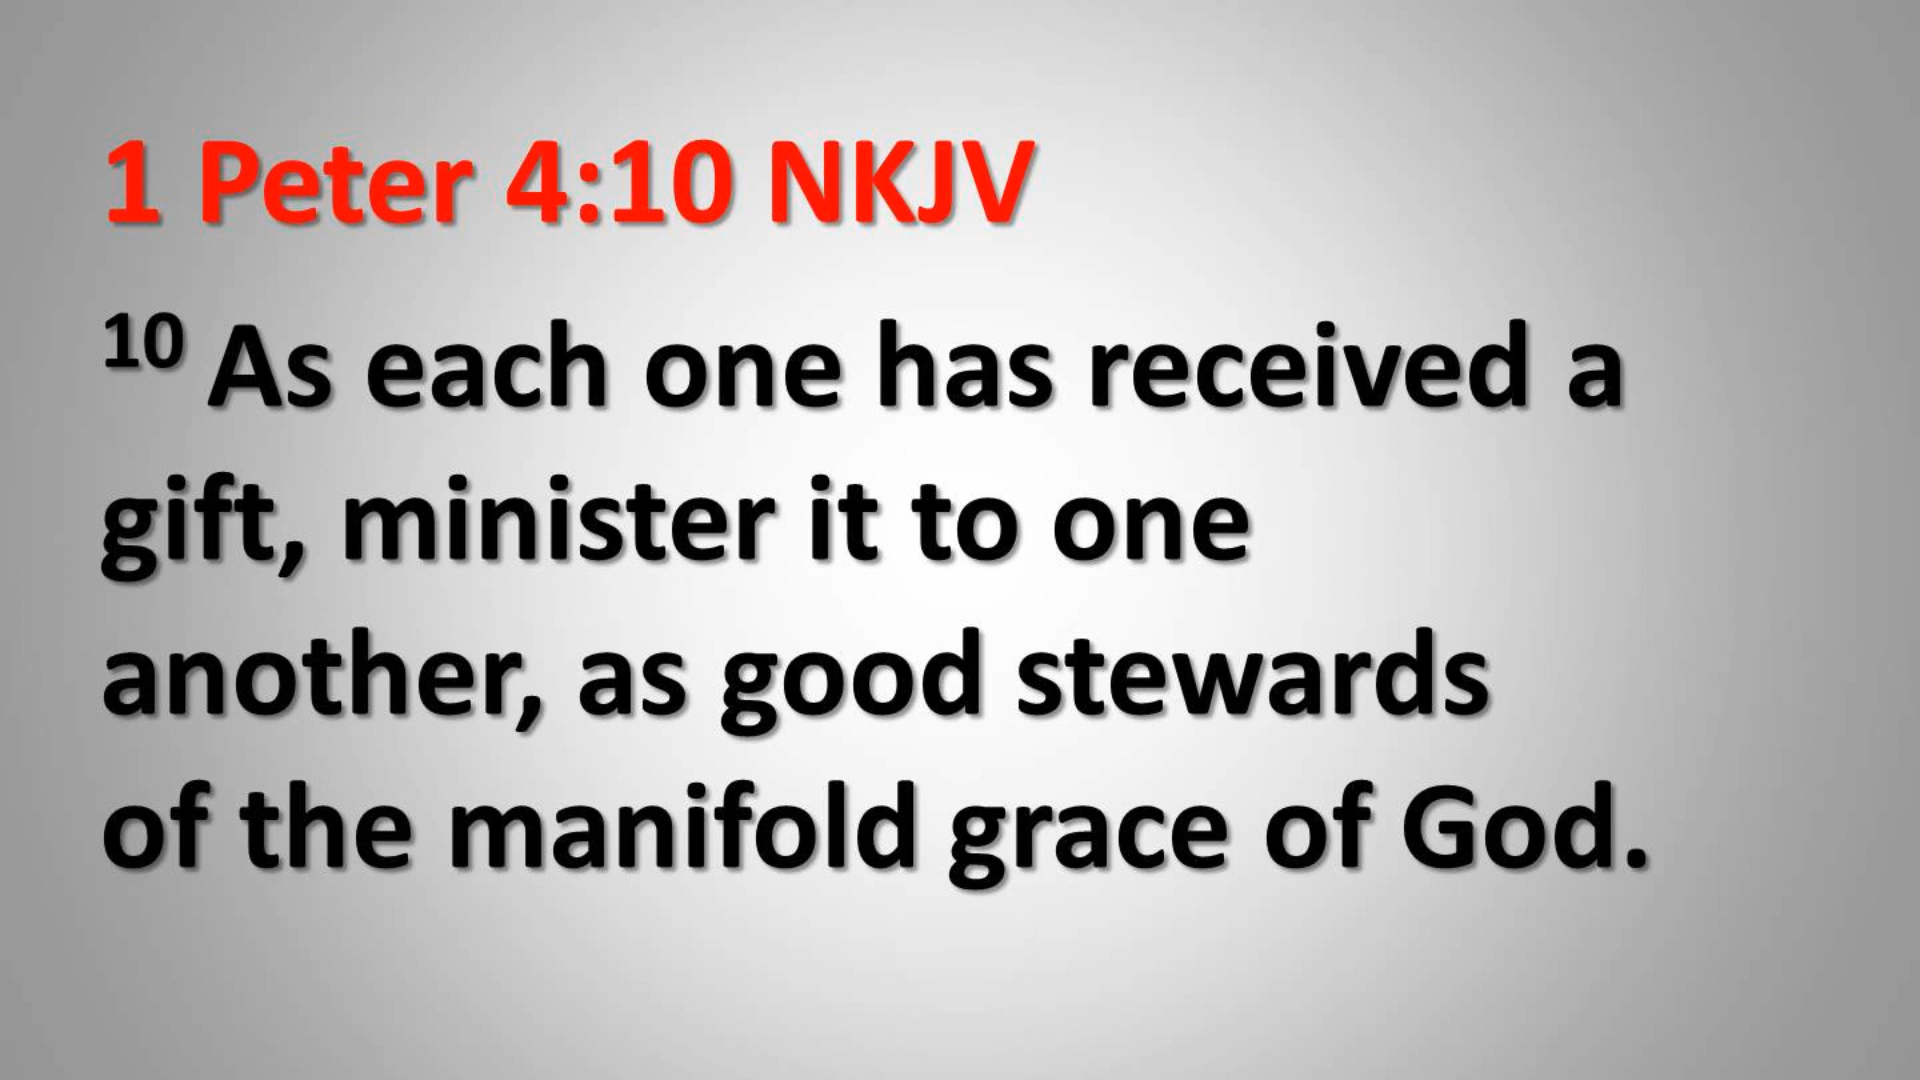 1 Peter 4:10 NKJV
10 As each one has received a
gift, minister it to one
another, as good stewards
of the manifold grace of God.